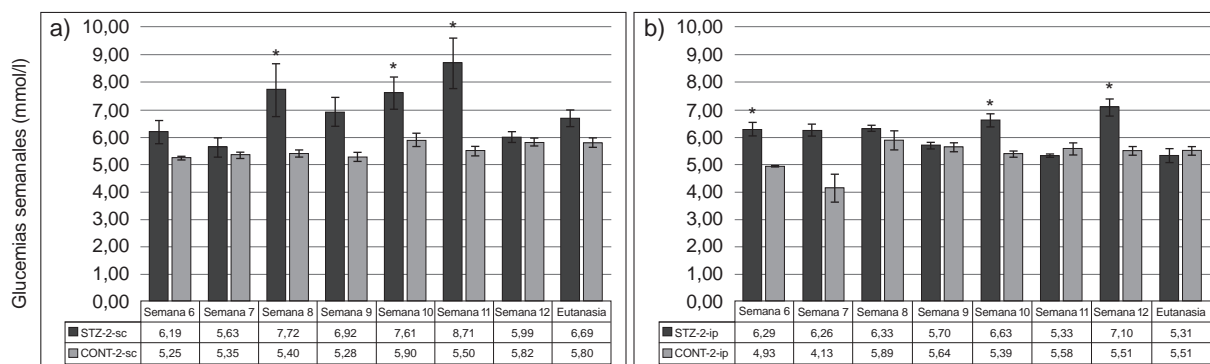 Glucemias semanales (mmol/l)
a)
10,00
9,00
8,00
7,00
6,00
5,00
4,00
3,00
2,00
1,00
0,00
* * * *
Semana 6 Semana 7 Semana 8 Semana 9 Semana 10 Semana 11 Semana 12 Eutanasia
STZ-2-sc 6,19 5,63 7,72 6,92 7,61 8,71 5,99 6,69
CONT-2-sc 5,25 5,35 5,40 5,28 5,90 5,50 5,82 5,80
b)
10,00
9,00
8,00
7,00
6,00
5,00
4,00
3,00
2,00
1,00
0,00
* * *
Semana 6 Semana 7 Semana 8 Semana 9 Semana 10 Semana 11 Semana 12 Eutanasia
STZ-2-ip 6,29 6,26 6,33 5,70 6,63 5,33 7,10 5,31
CONT-2-ip 4,93 4,13 5,89 5,64 5,39 5,58 5,51 5,51